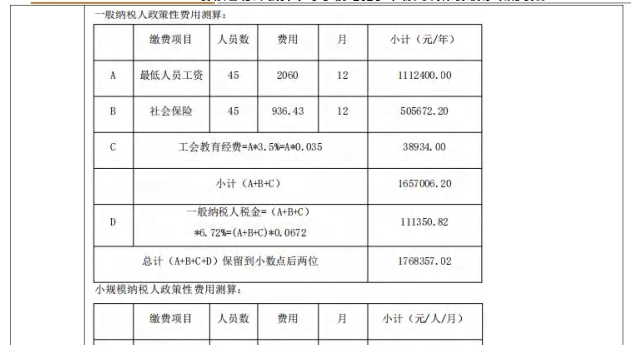 一般纳税人政策性费用测算：
缴费项目 人员数 费用 月 小计（元/年）
A 最低人员工资 45 2060 12 1112400.00
B 社会保险 45 936.43 12 505672.20
C 工会教育经费=A*3.5%=A*0.035 38934.00
小计（A+B+C） 1657006.20
D 一般纳税人税金=（A+B+C）
*6.72%=(A+B+C)*0.0672 111350.82
总计（A+B+C+D）保留到小数点后两位 1768357.02
小规模纳税人政策性费用测算：
缴费项目 人员数 费用 月 小计（元/人/月）